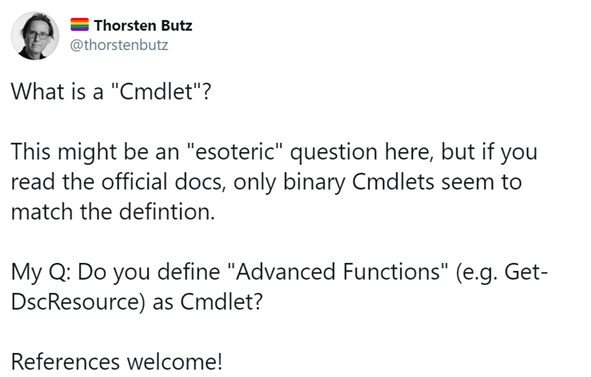 Thorsten Butz
@thorstenbutz
What is a "Cmdlet"?
This might be an "esoteric" question here, but if you
read the official docs, only binary Cmdlets seem to
match the defintion.
My Q: Do you define "Advanced Functions" (e.g. Get-
DscResource) as Cmdlet?
References welcome!